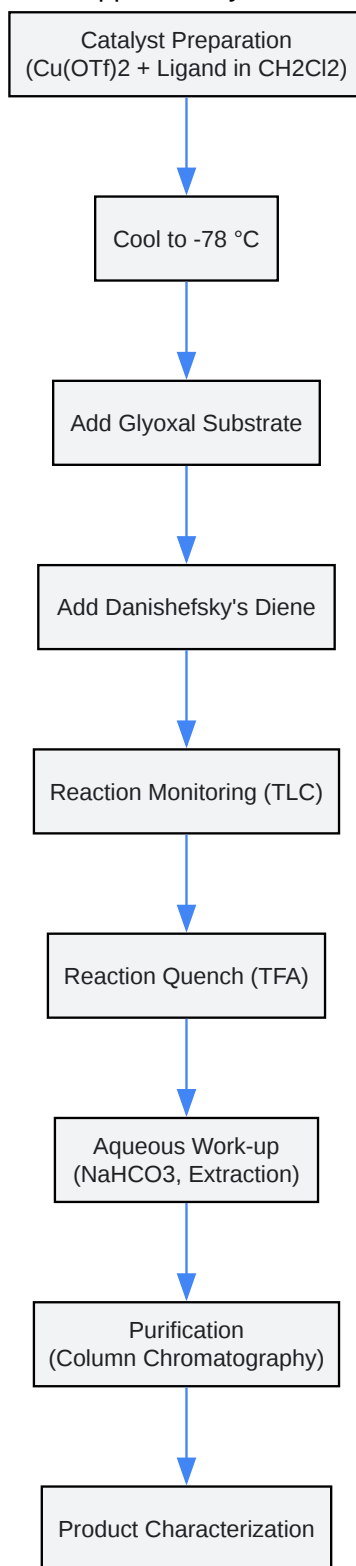 Catalyst Preparation
(Cu(OTf)2 + Ligand in CH2Cl2)
Cool to -78 °C
Add Glyoxal Substrate
Add Danishefsky's Diene
Reaction Monitoring (TLC)
Reaction Quench (TFA)
Aqueous Work-up
(NaHCO3, Extraction)
Purification
(Column Chromatography)
Product Characterization